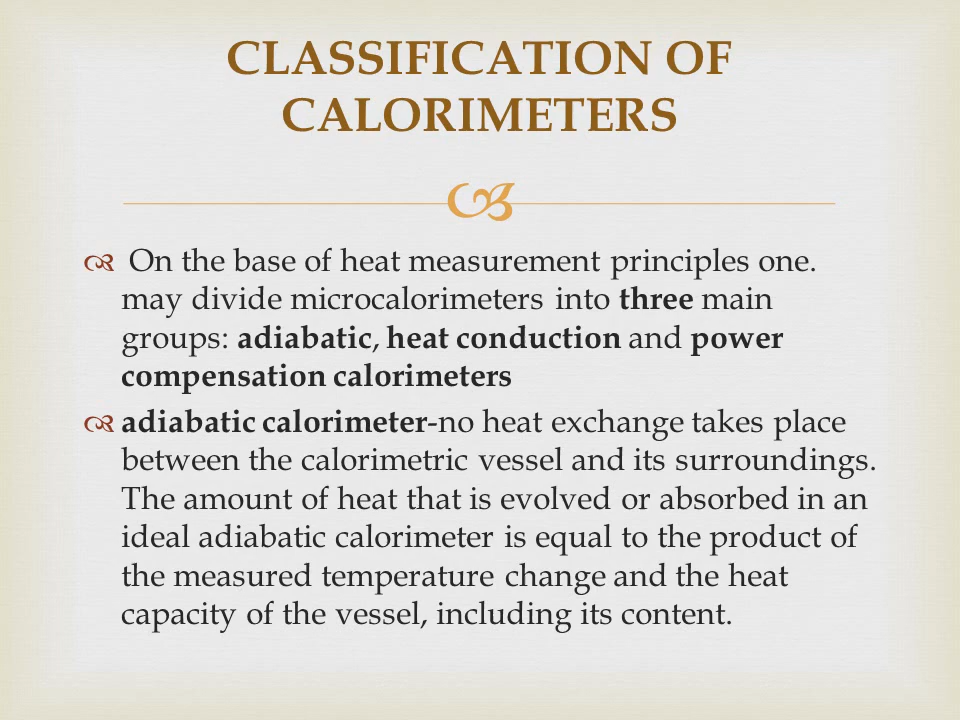 CLASSIFICATION OF
CALORIMETERS
On the base of heat measurement principles one.
may divide microcalorimeters into three main
groups: adiabatic, heat conduction and power
compensation calorimeters
adiabatic calorimeter-no heat exchange takes place
between the calorimetric vessel and its surroundings.
The amount of heat that is evolved or absorbed in an
ideal adiabatic calorimeter is equal to the product of
the measured temperature change and the heat
capacity of the vessel, including its content.